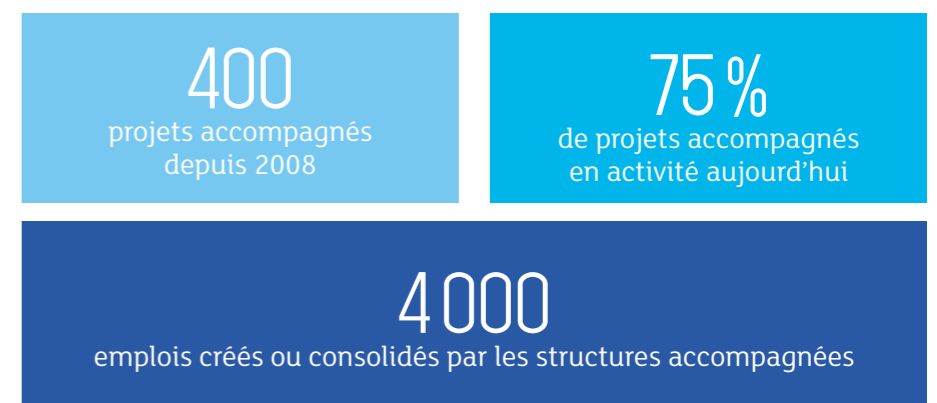 400
projets accompagnés
depuis 2008
75 %
de projets accompagnés
en activité aujourd’hui
4 000
emplois créés ou consolidés par les structures accompagnées